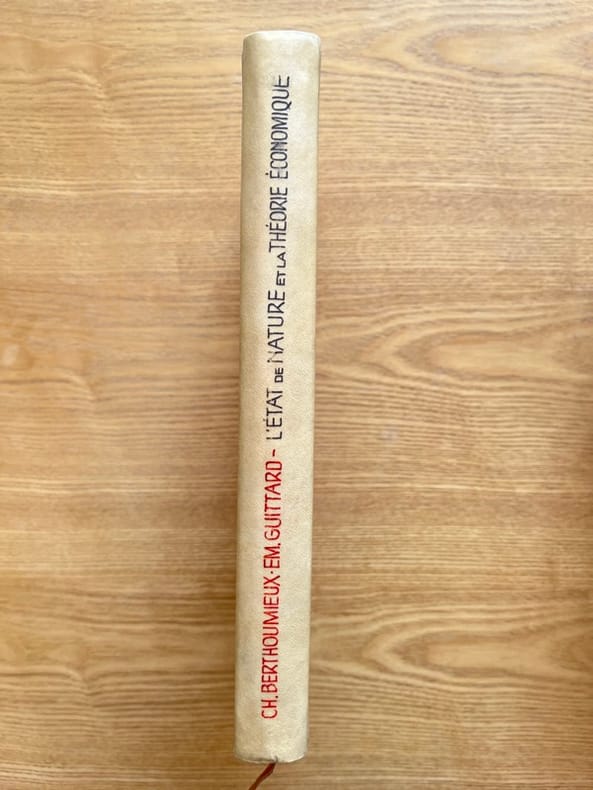 CH. BERTHOUMIEUX · EM. GUITTARD - L'ÉTAT DE NATURE ET LA THÉORIE ÉCONOMIQUE